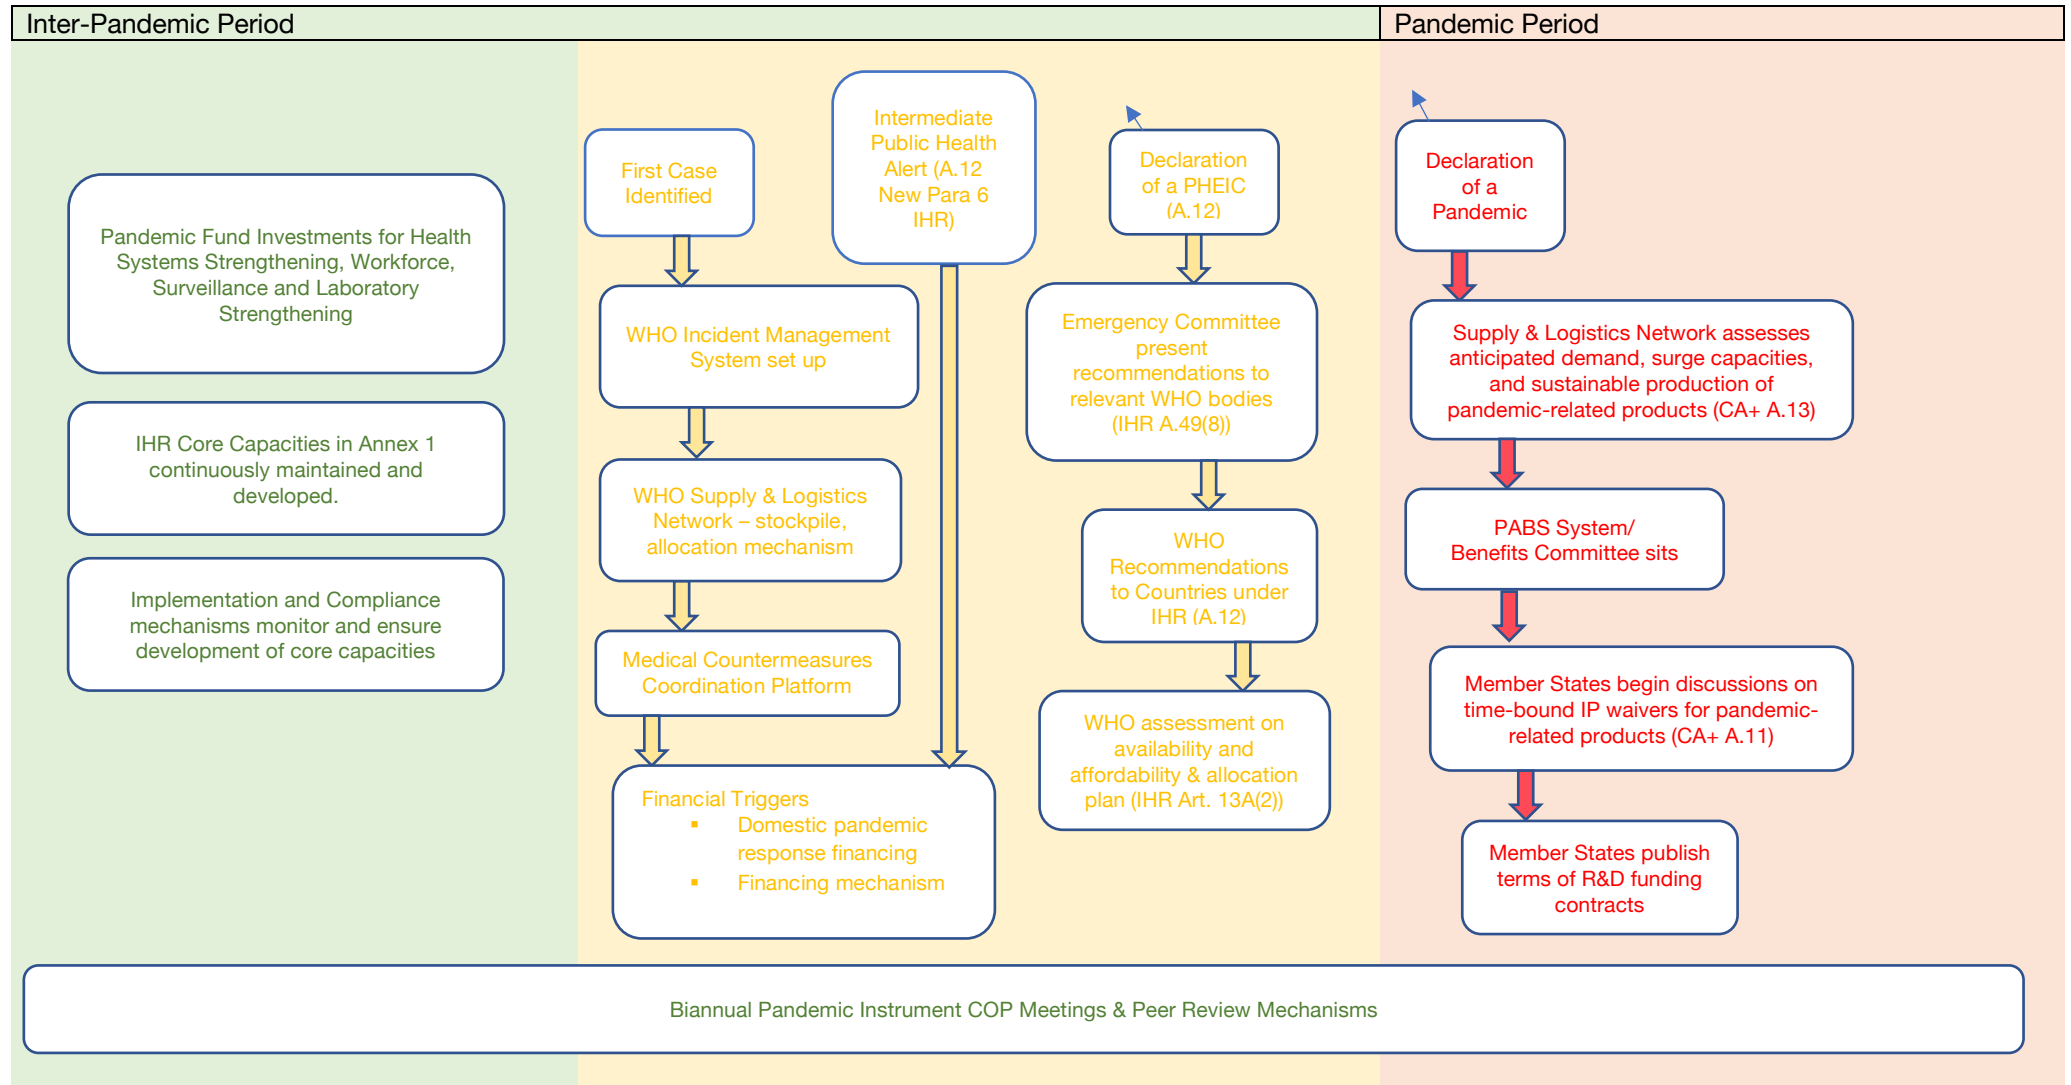 Inter-Pandemic Period
Pandemic Period
Pandemic Fund Investments for Health
Systems Strengthening, Workforce,
Surveillance and Laboratory
Strengthening
IHR Core Capacities in Annex 1
continuously maintained and
developed.
Implementation and Compliance
mechanisms monitor and ensure
development of core capacities
First Case
Identified
WHO Incident Management
System set up
WHO Supply & Logistics
Network – stockpile,
allocation mechanism
Medical Countermeasures
Coordination Platform
Financial Triggers
▪ Domestic pandemic
response financing
▪ Financing mechanism
Intermediate
Public Health
Alert (A.12
New Para 6
IHR)
Declaration
of a PHEIC
(A.12)
Emergency Committee
present
recommendations to
relevant WHO bodies
(IHR A.49(8))
WHO
Recommendations
to Countries under
IHR (A.12)
WHO assessment on
availability and
affordability & allocation
plan (IHR Art. 13A(2))
Declaration
of a
Pandemic
Supply & Logistics Network assesses
anticipated demand, surge capacities,
and sustainable production of
pandemic-related products (CA+ A.13)
PABS System/
Benefits Committee sits
Member States begin discussions on
time-bound IP waivers for pandemic-
related products (CA+ A.11)
Member States publish
terms of R&D funding
contracts
Biannual Pandemic Instrument COP Meetings & Peer Review Mechanisms